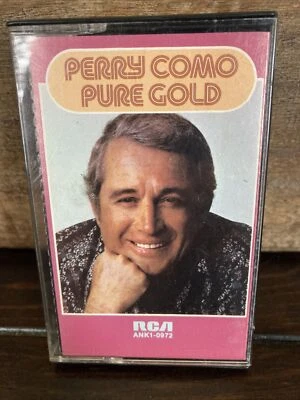 PERRY COMO
PURE GOLD
RCA
ANK1-0972